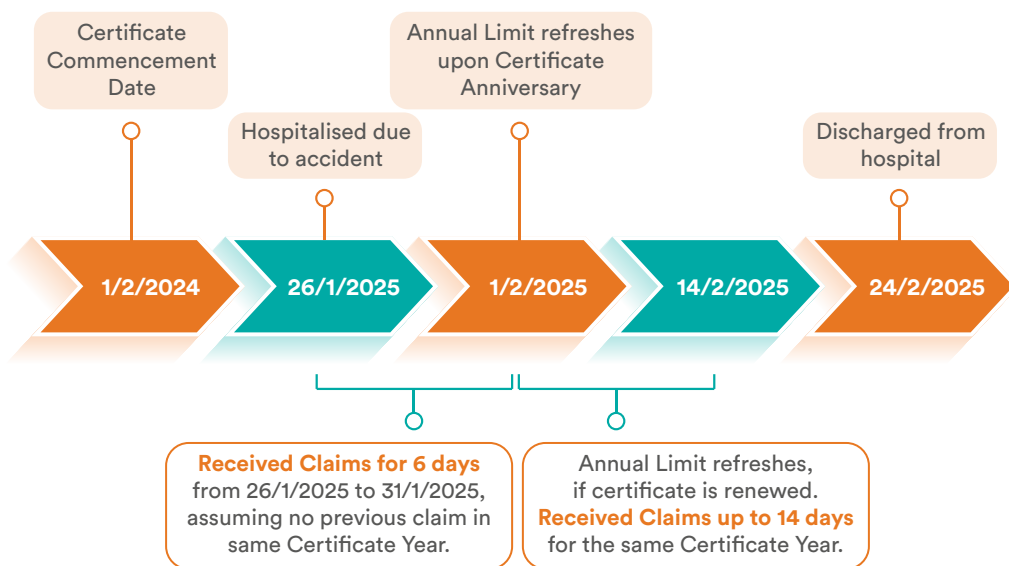 Certificate
Commencement
Date
Hospitalised due
to accident
Annual Limit refreshes
upon Certificate
Anniversary
Discharged from
hospital
1/2/2024
26/1/2025
1/2/2025
14/2/2025
24/2/2025
Received Claims for 6 days
from 26/1/2025 to 31/1/2025,
assuming no previous claim in
same Certificate Year.
Annual Limit refreshes,
if certificate is renewed.
Received Claims up to 14 days
for the same Certificate Year.